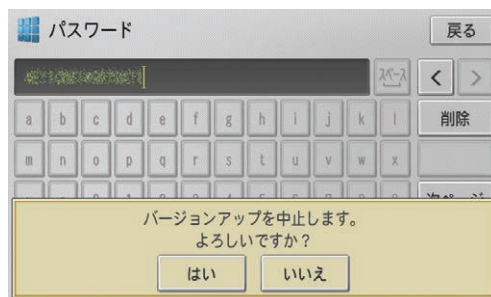 パスワード
戻る
スペース
<
>
a b c d e f g h i j k l
削除
m n o p q r s t u v w x
バージョンアップを中止します。
よろしいですか？
はい
いいえ